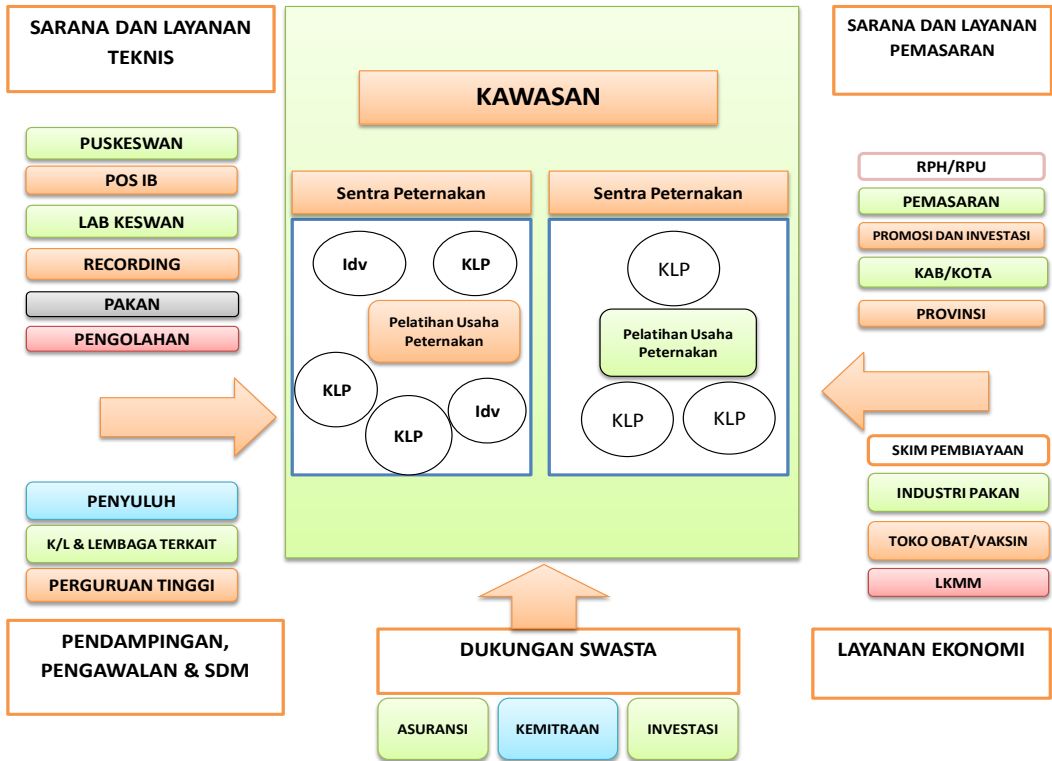 SARANA DAN LAYANAN
TEKNIS
PUSKESWAN
POS IB
LAB KESWAN
RECORDING
PAKAN
PENGOLAHAN
PENYULUH
K/L & LEMBAGA TERKAIT
PERGURUAN TINGGI
PENDAMPINGAN,
PENGAWALAN & SDM
KAWASAN
Sentra Peternakan
Idv
KLP
Pelatihan Usaha
Peternakan
KLP
KLP
Idv
Sentra Peternakan
KLP
Pelatihan Usaha
Peternakan
KLP
KLP
DUKUNGAN SWASTA
ASURANSI
KEMITRAAN
INVESTASI
SARANA DAN LAYANAN
PEMASARAN
RPH/RPU
PEMASARAN
PROMOSI DAN INVESTASI
KAB/KOTA
PROVINSI
SKIM PEMBIAYAAN
INDUSTRI PAKAN
TOKO OBAT/VAKSIN
LKMM
LAYANAN EKONOMI